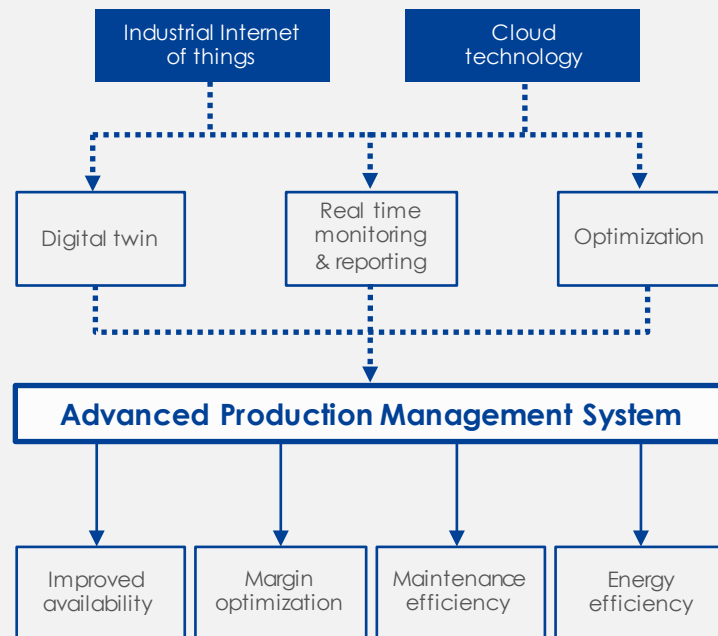 Industrial Internet
of things
Cloud
technology
Digital twin
Real time
monitoring
& reporting
Optimization
Advanced Production Management System
Improved
availability
Margin
optimization
Maintenance
efficiency
Energy
efficiency